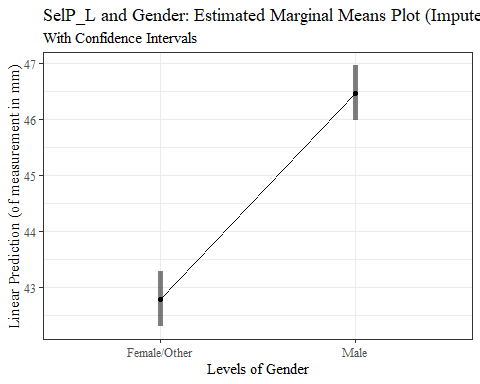 SelP_L and Gender: Estimated Marginal Means Plot (Impute
With Confidence Intervals
Linear Prediction (of measurement in mm)
47
46
45
44
43
Female/Other
Male
Levels of Gender